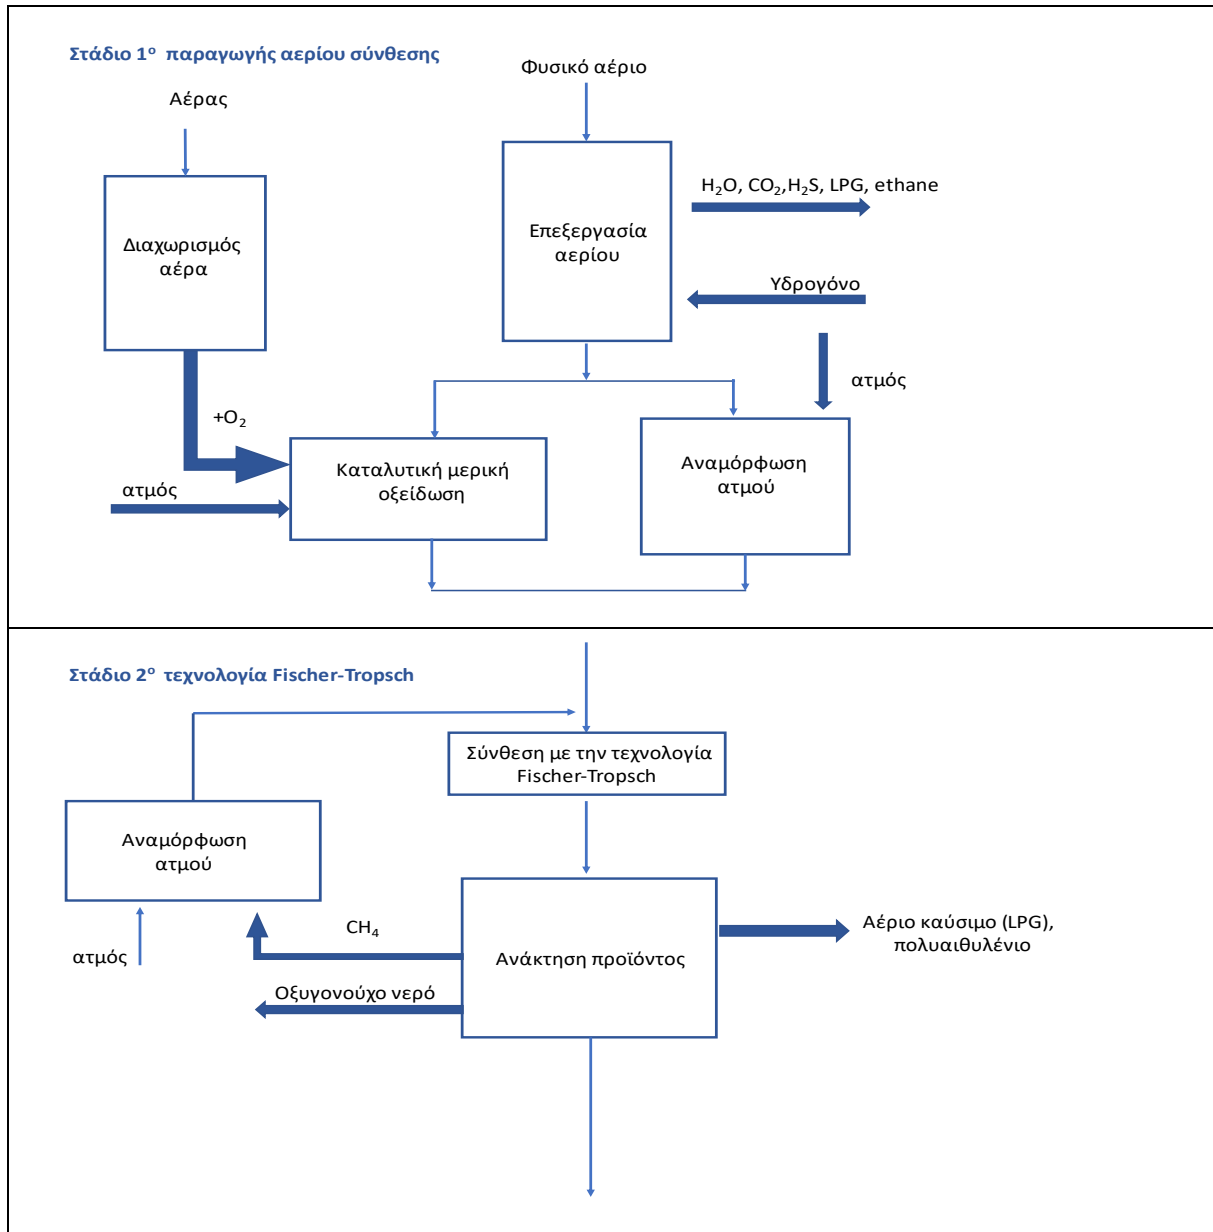 Στάδιο 1ο παραγωγής αερίου σύνθεσης
Φυσικό αέριο
Αέρας
H2O, CO2,H2S, LPG, ethane
Διαχωρισμός
αέρα
Επεξεργασία
αερίου
Υδρογόνο
ατμός
+O2
Καταλυτική μερική
οξείδωση
Αναμόρφωση
ατμού
ατμός
Στάδιο 2ο τεχνολογία Fischer-Tropsch
Σύνθεση με την τεχνολογία
Fischer-Tropsch
Αναμόρφωση
ατμού
CH4
ατμός
Αέριο καύσιμο (LPG),
πολυαιθυλένιο
Ανάκτηση προϊόντος
Οξυγονούχο νερό